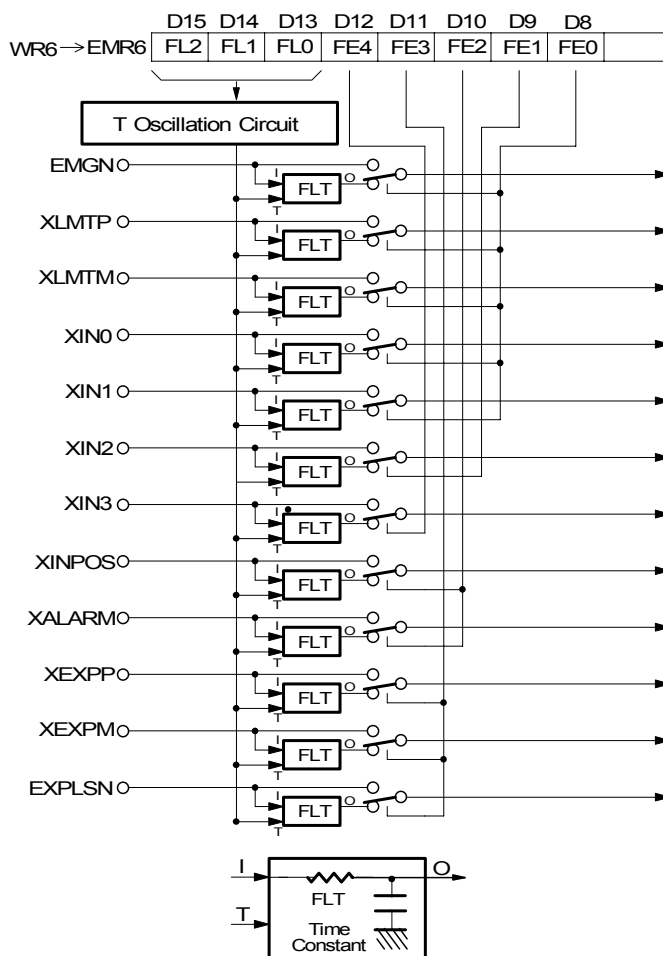 D15 D14 D13 D12 D11 D10 D9 D8
WR6 → EMR6 FL2 FL1 FL0 FE4 FE3 FE2 FE1 FE0
T Oscillation Circuit
EMGN
I
FLT
O
T
XLMTP
I
FLT
O
T
XLMTM
I
FLT
O
T
XIN0
I
FLT
O
T
XIN1
I
FLT
O
T
XIN2
I
FLT
O
T
XIN3
I
FLT
O
T
XINPOS
I
FLT
O
T
XALARM
I
FLT
O
T
XEXPP
I
FLT
O
T
XEXPM
I
FLT
O
T
EXPLSN
I
FLT
O
T
I O
FLT
T
Time
Constant